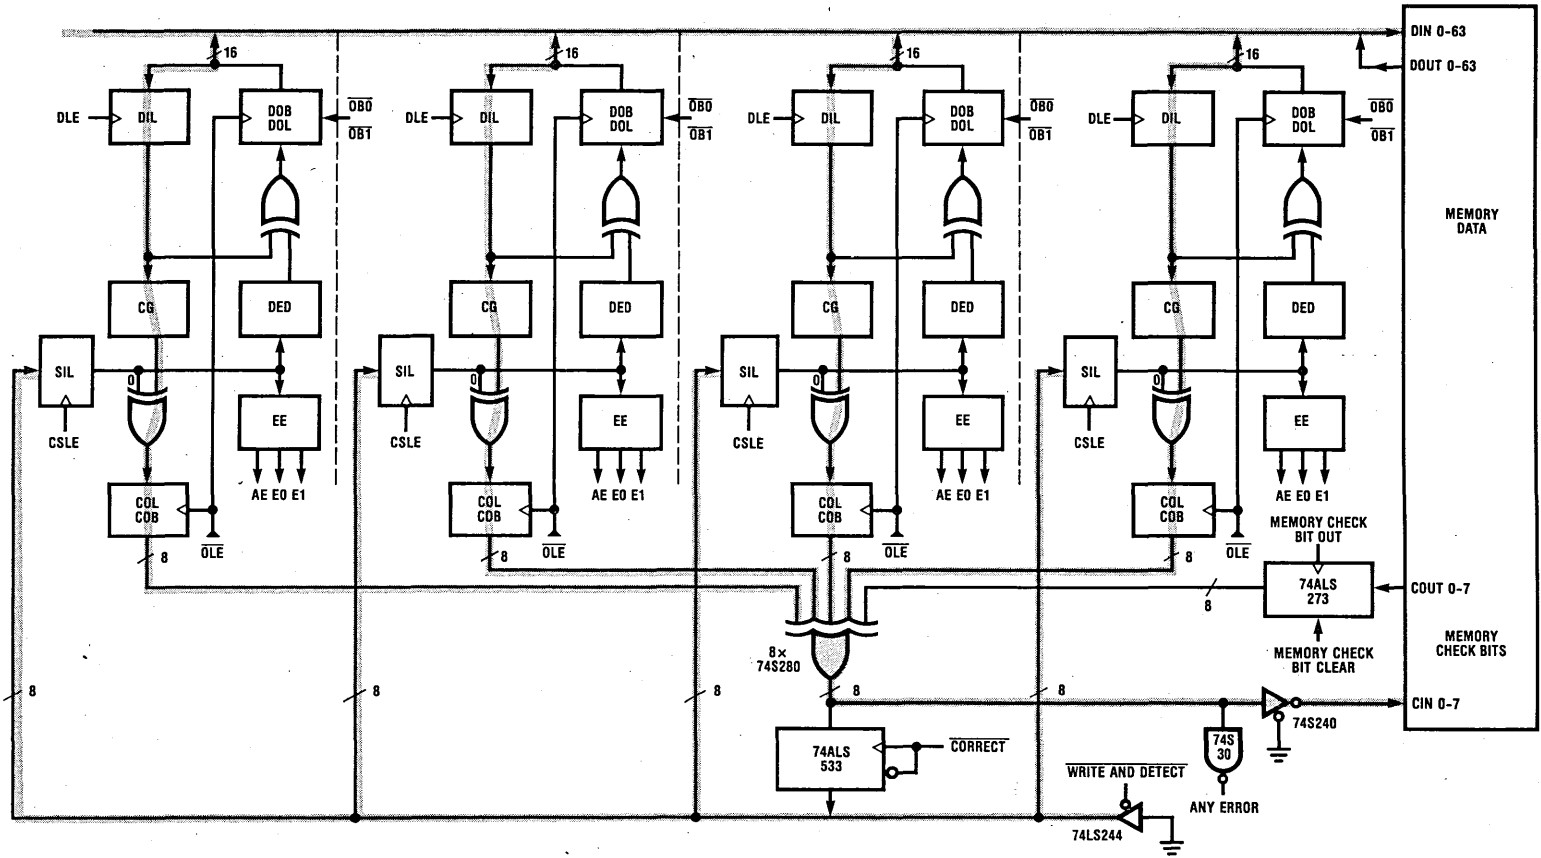 DIN 0-63
DOUT 0-63
16
16
16
16
DLE
DIL
DOB
DOL
OB0
OB1
DLE
DIL
DOB
DOL
OB0
OB1
DLE
DIL
DOB
DOL
OB0
OB1
DLE
DIL
DOB
DOL
OB0
OB1
MEMORY
DATA
CG
DED
CG
DED
CG
DED
CG
DED
SIL
0
EE
CSLE
AE E0 E1
SIL
0
EE
CSLE
AE E0 E1
SIL
0
EE
CSLE
AE E0 E1
SIL
0
EE
CSLE
AE E0 E1
COL
COB
OLE
8
COL
COB
OLE
8
COL
COB
OLE
8
COL
COB
OLE
8
MEMORY CHECK
BIT OUT
74ALS
273
COUT 0-7
8
MEMORY CHECK
BIT CLEAR
MEMORY
CHECK BITS
8×
74S280
8
8
8
8
8
CIN 0-7
74S240
74S
30
ANY ERROR
74ALS
533
CORRECT
WRITE AND DETECT
74LS244